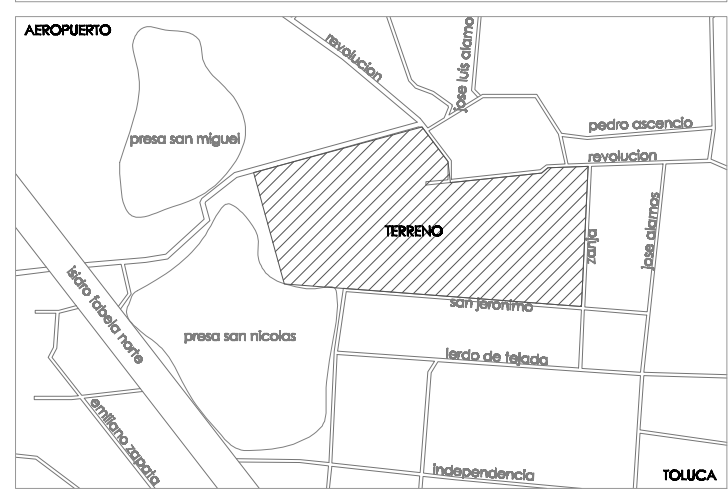 AEROPUERTO
revolucion
jose luis alamo
presa san miguel
pedro ascencio
revolucion
TERRENO
zanja
jose alamos
isidro fabela norte
san jeronimo
presa san nicolas
lerdo de tejada
emiliano zapata
independencia
TOLUCA